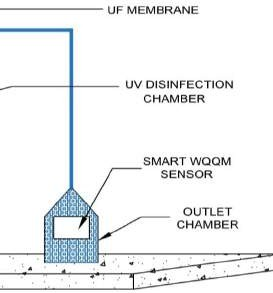 UF MEMBRANE
UV DISINFECTION
CHAMBER
SMART WQQM
SENSOR
OUTLET
CHAMBER